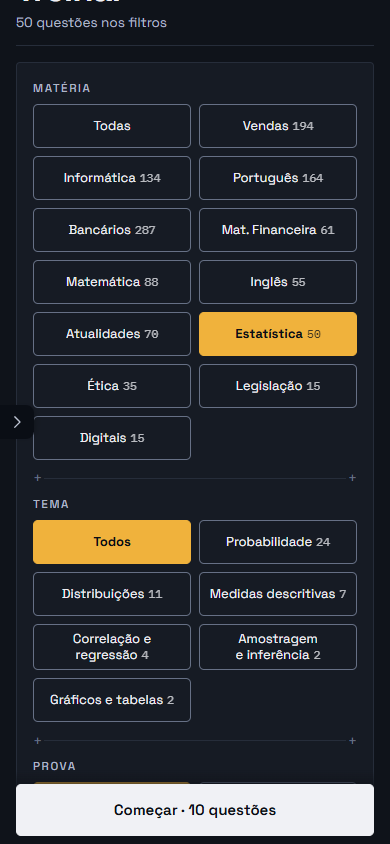 50 questões nos filtros
MATÉRIA
Todas
Vendas 194
Informática 134
Português 164
Bancários 287
Mat. Financeira 61
Matemática 88
Inglês 55
Atualidades 70
Estatística 50
Ética 35
Legislação 15
Digitais 15
TEMA
Todos
Probabilidade 24
Distribuições 11
Medidas descritivas 7
Correlação e
regressão 4
Amostragem
e inferência 2
Gráficos e tabelas 2
PROVA
Começar · 10 questões